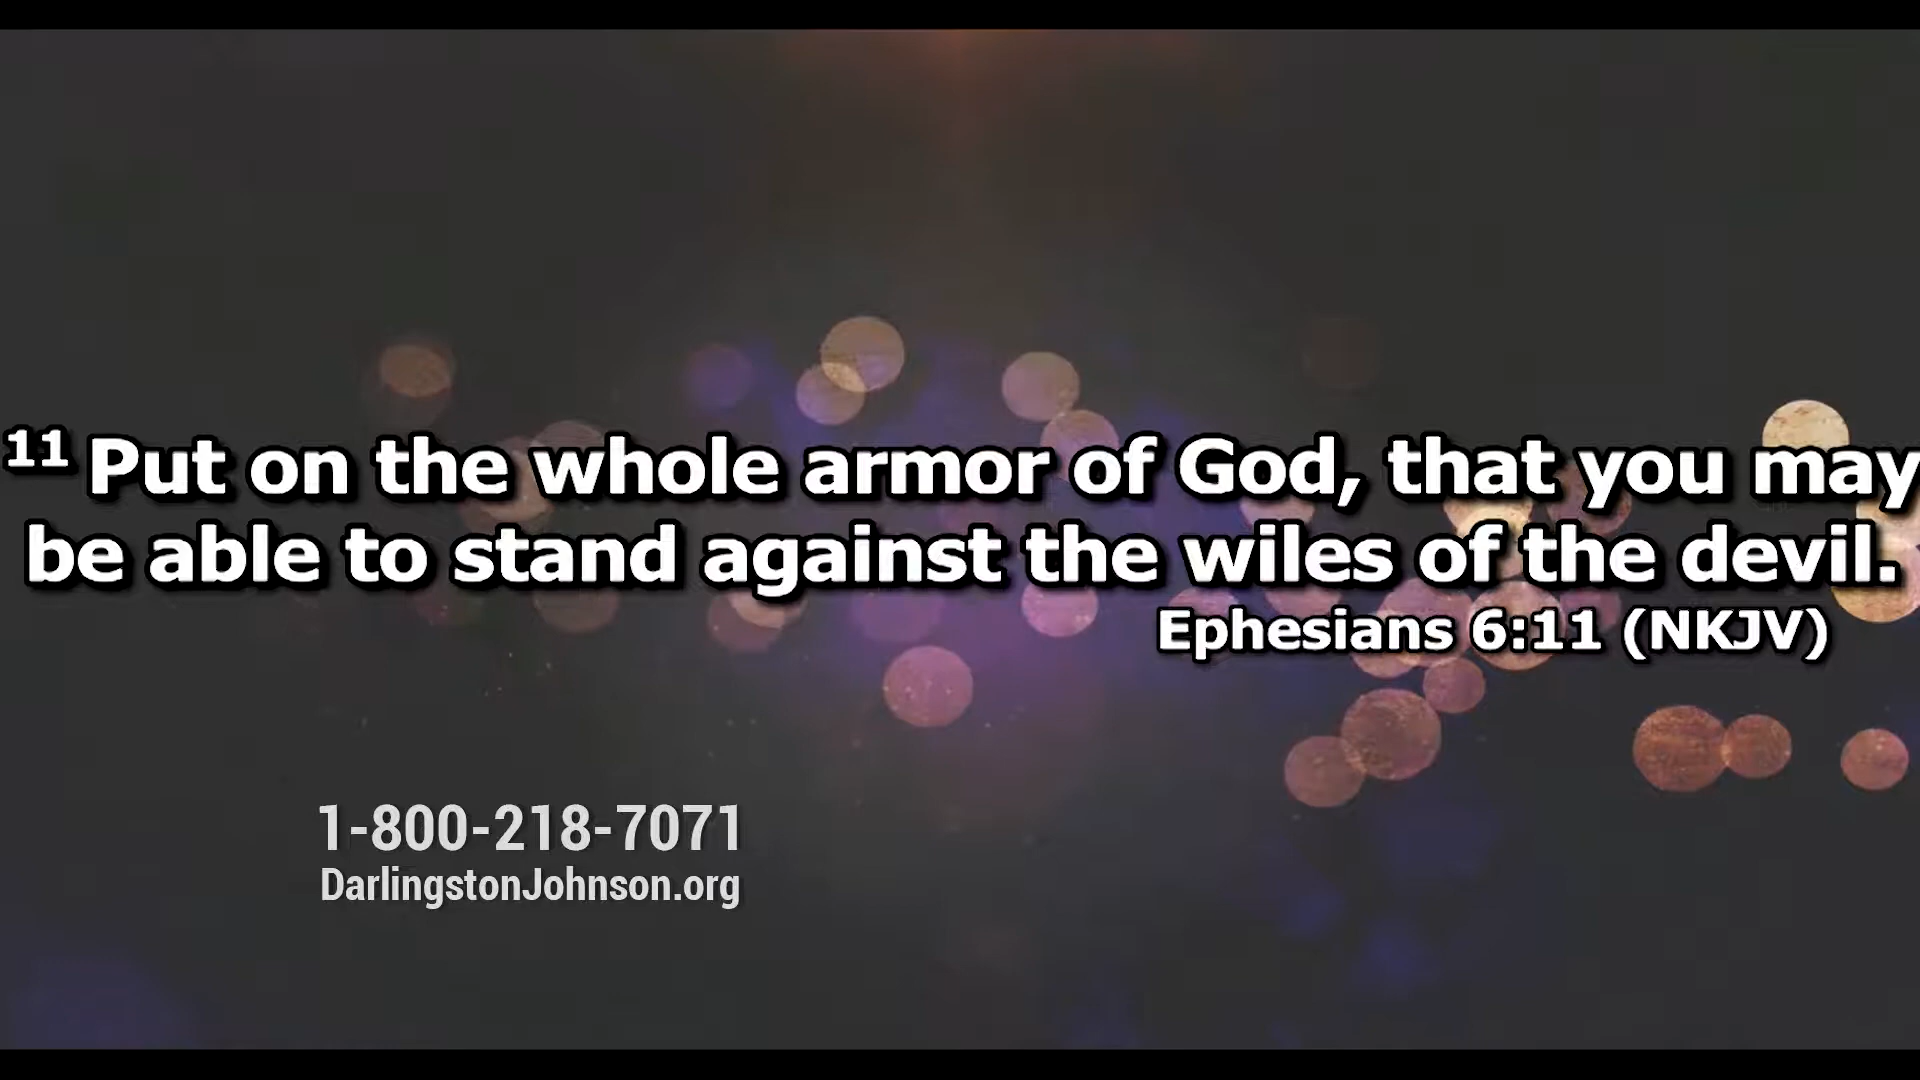 11 Put on the whole armor of God, that you may
be able to stand against the wiles of the devil.
Ephesians 6:11 (NKJV)
1-800-218-7071
DarlingstonJohnson.org